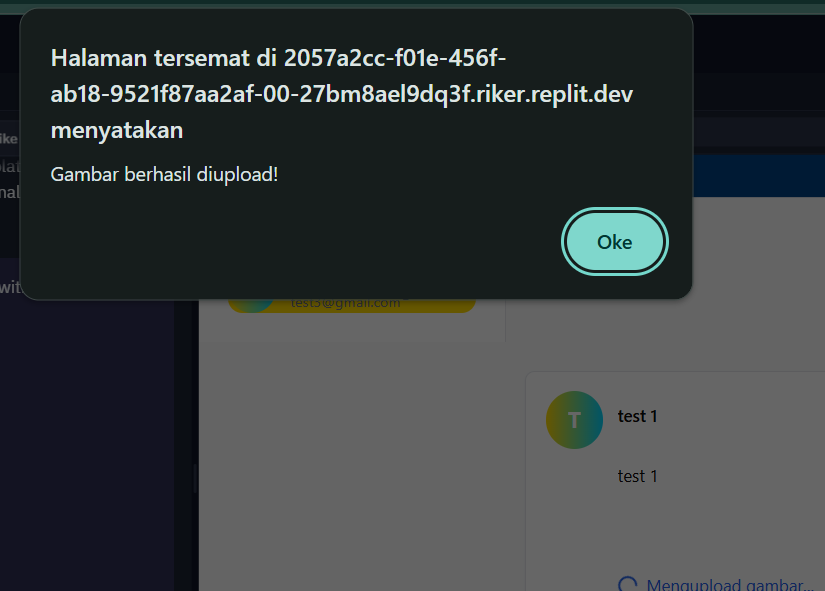 Halaman tersemat di 2057a2cc-f01e-456f-
ab18-9521f87aa2af-00-27bm8ael9dq3f.riker.replit.dev
menyatakan
Gambar berhasil diupload!
Oke
test5@gmail.com
T
test 1
test 1
Mengupload gambar...